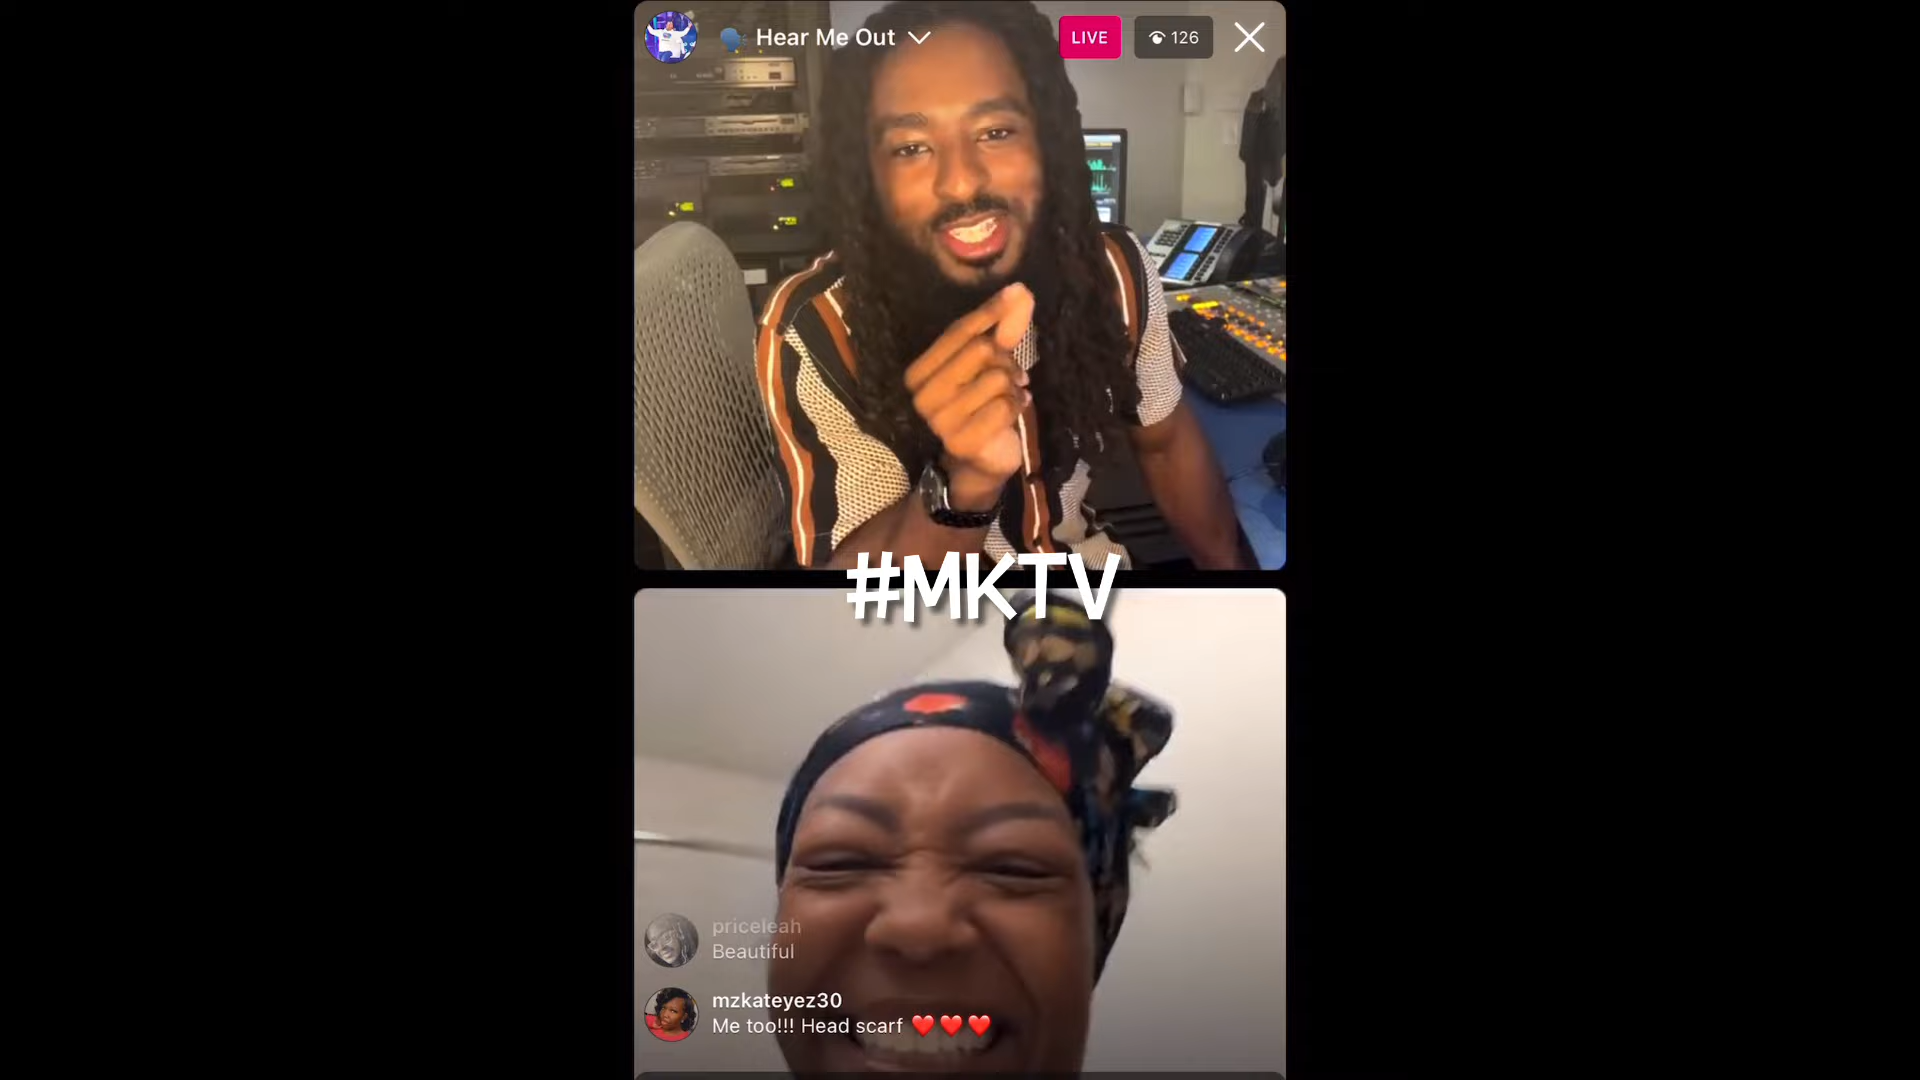 Hear Me Out
LIVE
126
#MKTV
priceleah
Beautiful
mzkateyez30
Me too!!! Head scarf ❤️❤️❤️